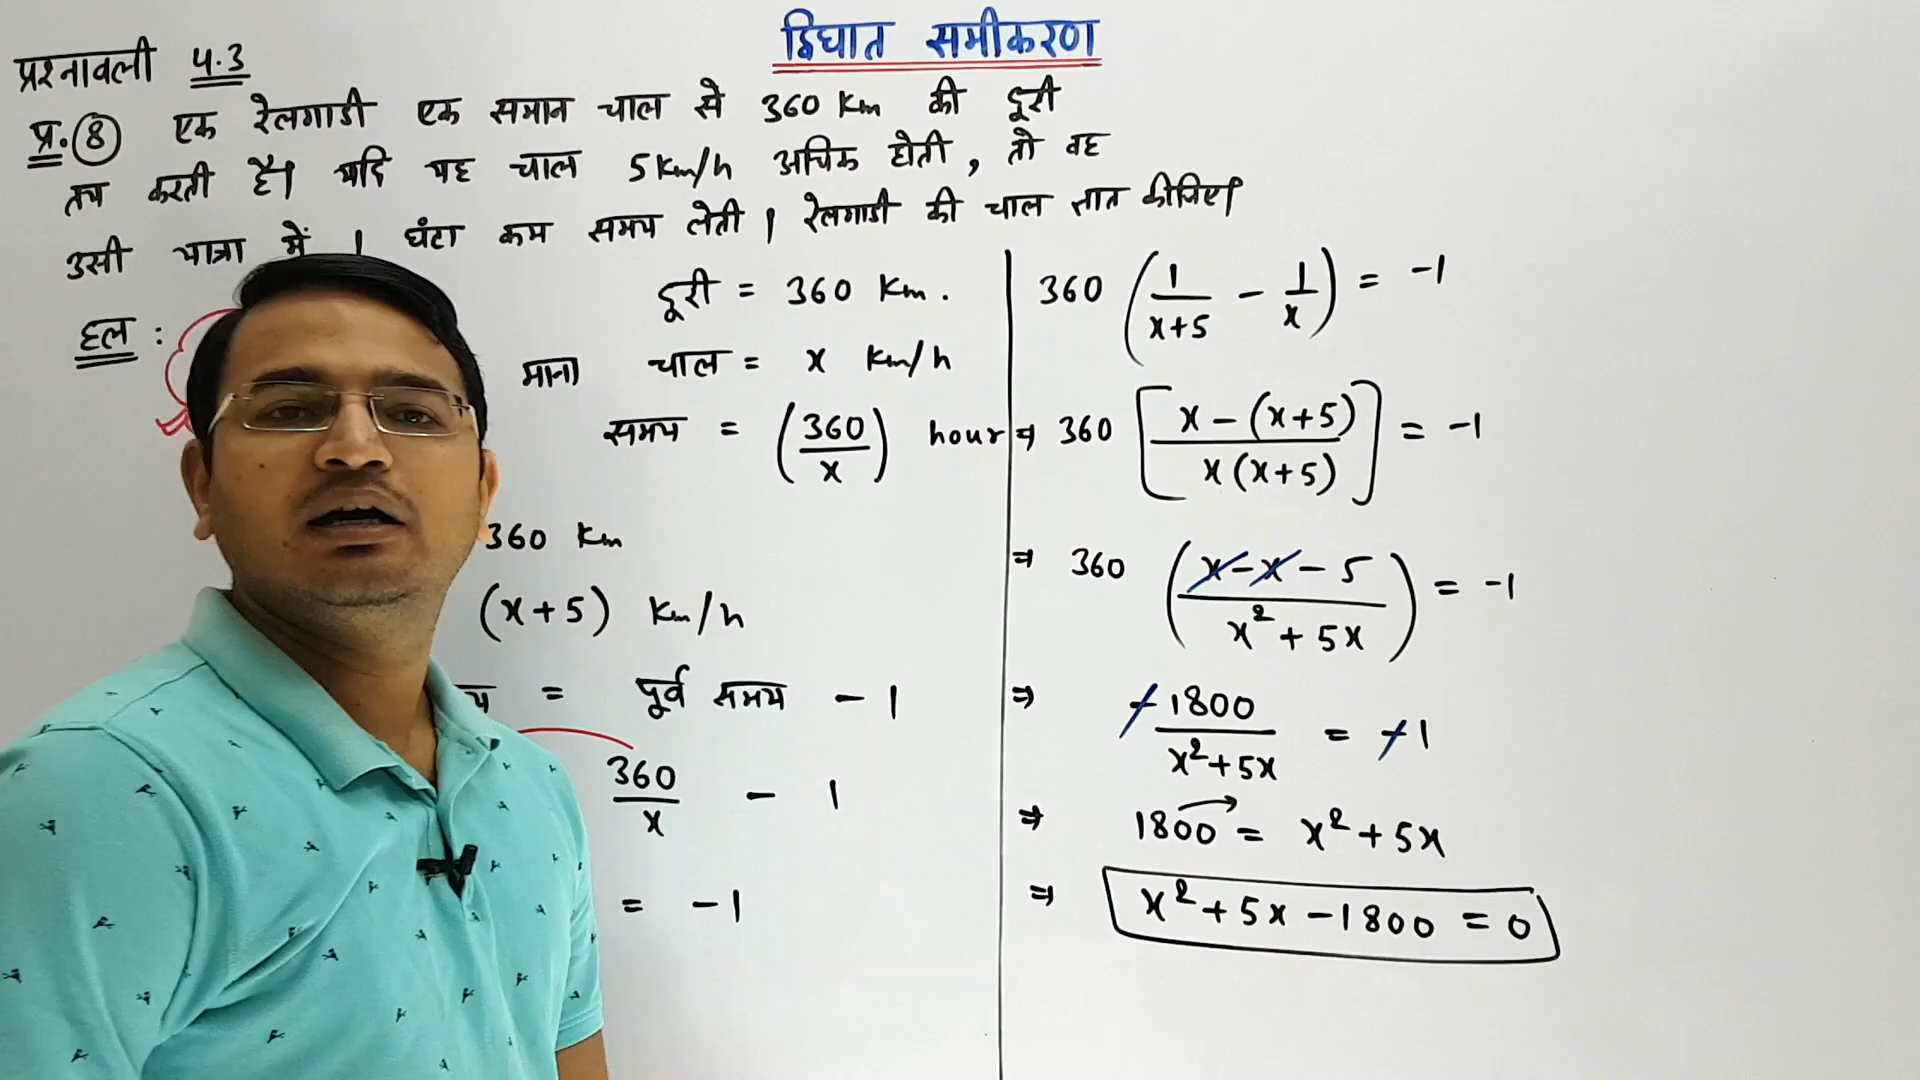 द्विघात समीकरण
प्रश्नावली 4.3
प्र. 8 एक रेलगाडी एक समान चाल से 360 Km की दूरी
तय करती है। यदि यह चाल 5 Km/h अधिक होती, तो वह
उसी यात्रा में 1 घंटा कम समय लेती। रेलगाडी की चाल ज्ञात कीजिए।
हल :
दूरी = 360 Km.
माना चाल = x Km/h
समय = (360/x) hour
360 Km
(x+5) Km/h
= पूर्व समय - 1
360/x - 1
= -1
360 (1/(x+5) - 1/x) = -1
⇒ 360 [(x-(x+5))/(x(x+5))] = -1
⇒ 360 ((x-x-5)/(x²+5x)) = -1
⇒ -1800/(x²+5x) = -1
⇒ 1800 = x²+5x
⇒ x²+5x-1800 = 0